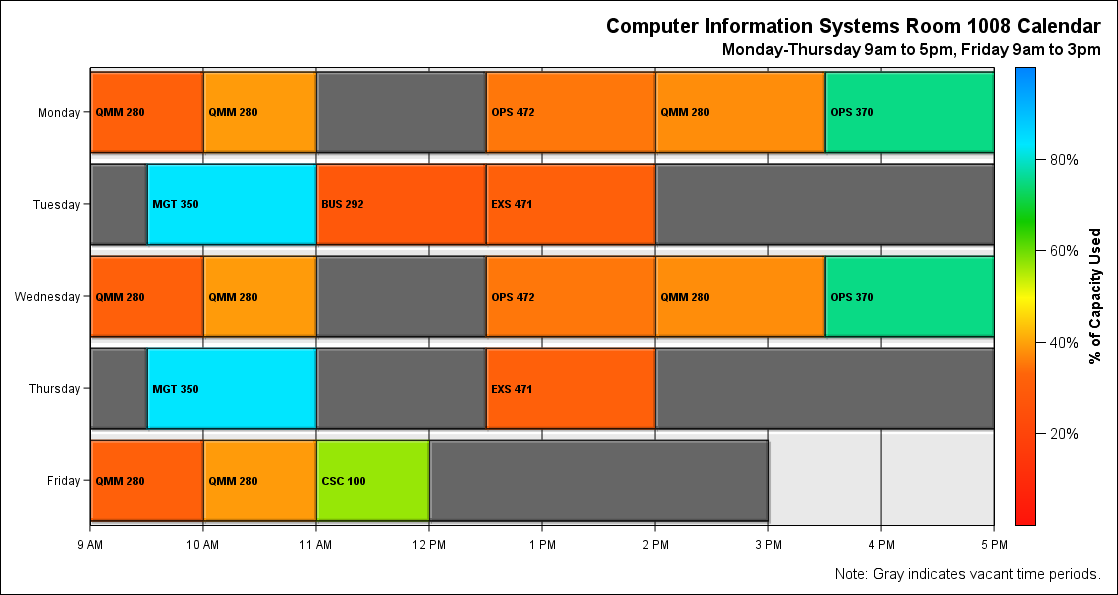 Computer Information Systems Room 1008 Calendar
Monday-Thursday 9am to 5pm, Friday 9am to 3pm
Monday
QMM 280
QMM 280
OPS 472
QMM 280
OPS 370
Tuesday
MGT 350
BUS 292
EXS 471
Wednesday
QMM 280
QMM 280
OPS 472
QMM 280
OPS 370
Thursday
MGT 350
EXS 471
Friday
QMM 280
QMM 280
CSC 100
9 AM
10 AM
11 AM
12 PM
1 PM
2 PM
3 PM
4 PM
5 PM
80%
60%
40%
20%
% of Capacity Used
Note: Gray indicates vacant time periods.